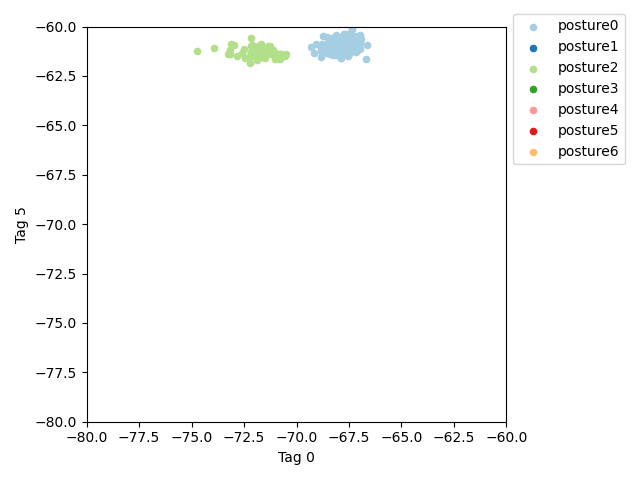 −60.0
−62.5
−65.0
−67.5
−70.0
−72.5
−75.0
−77.5
−80.0
Tag 5
−80.0 −77.5 −75.0 −72.5 −70.0 −67.5 −65.0 −62.5 −60.0
Tag 0
posture0
posture1
posture2
posture3
posture4
posture5
posture6